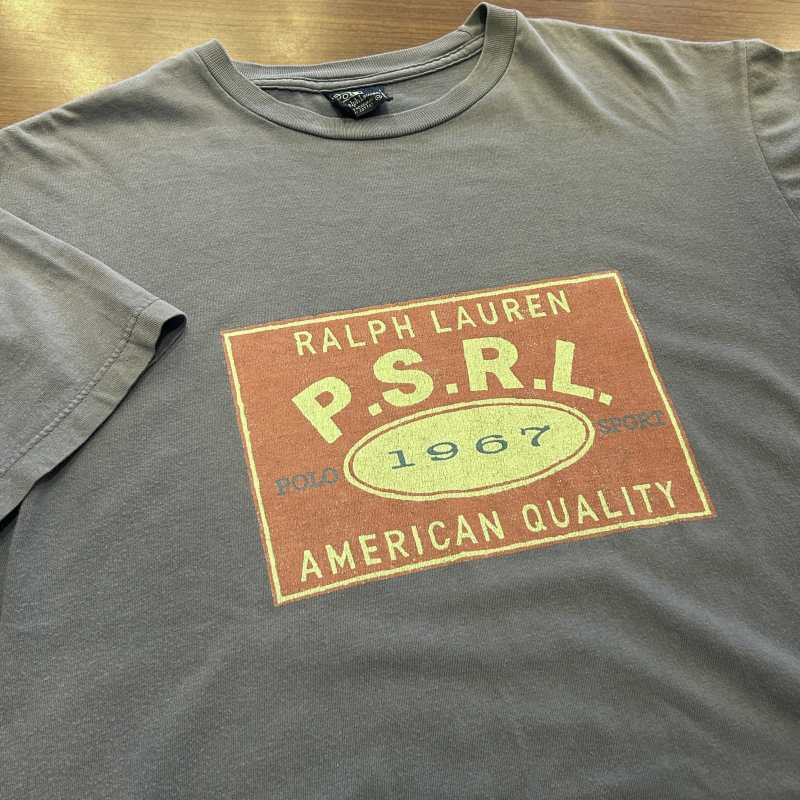 RALPH LAUREN
P.S.R.L.
POLO 1967 SPORT
AMERICAN QUALITY